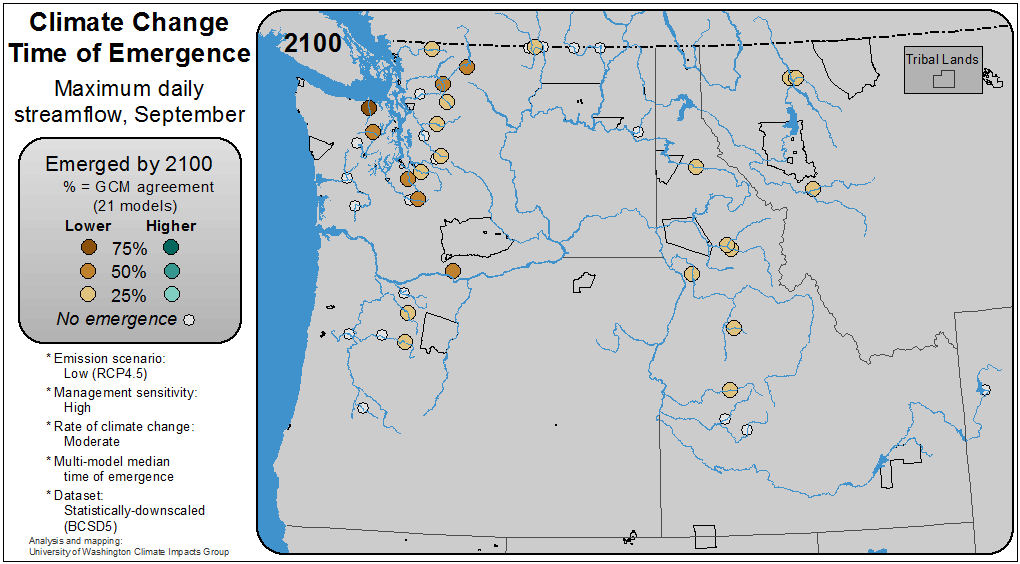 Climate Change
Time of Emergence
Maximum daily
streamflow, September
Emerged by 2100
% = GCM agreement
(21 models)
Lower Higher
75%
50%
25%
No emergence
* Emission scenario:
Low (RCP4.5)
* Management sensitivity:
High
* Rate of climate change:
Moderate
* Multi-model median
time of emergence
* Dataset:
Statistically-downscaled
(BCSD5)
Analysis and mapping:
University of Washington Climate Impacts Group
2100
Tribal Lands